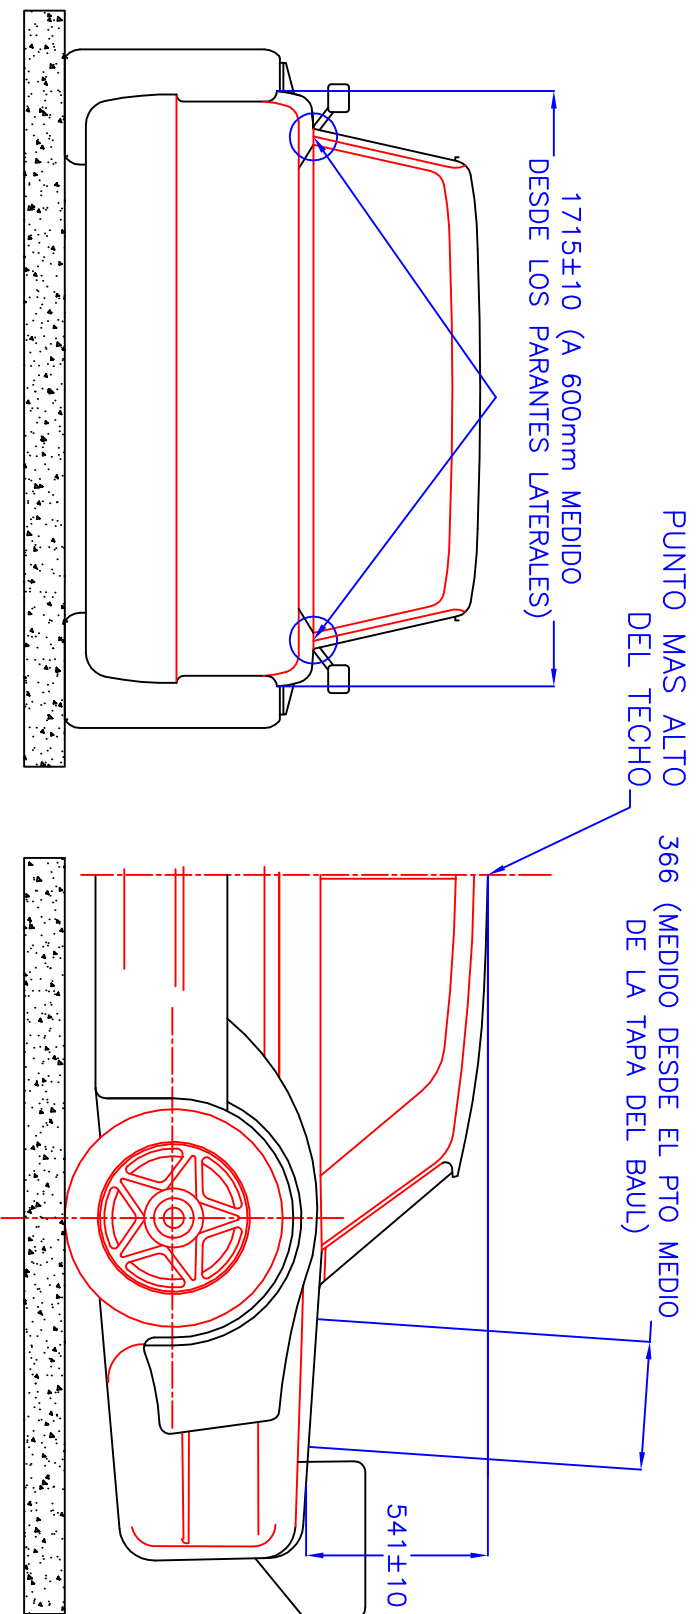 1715±10 (A 600mm MEDIDO
DESDE LOS PARANTES LATERALES)
PUNTO MAS ALTO
DEL TECHO
366 (MEDIDO DESDE EL PTO MEDIO
DE LA TAPA DEL BAUL)
541±10